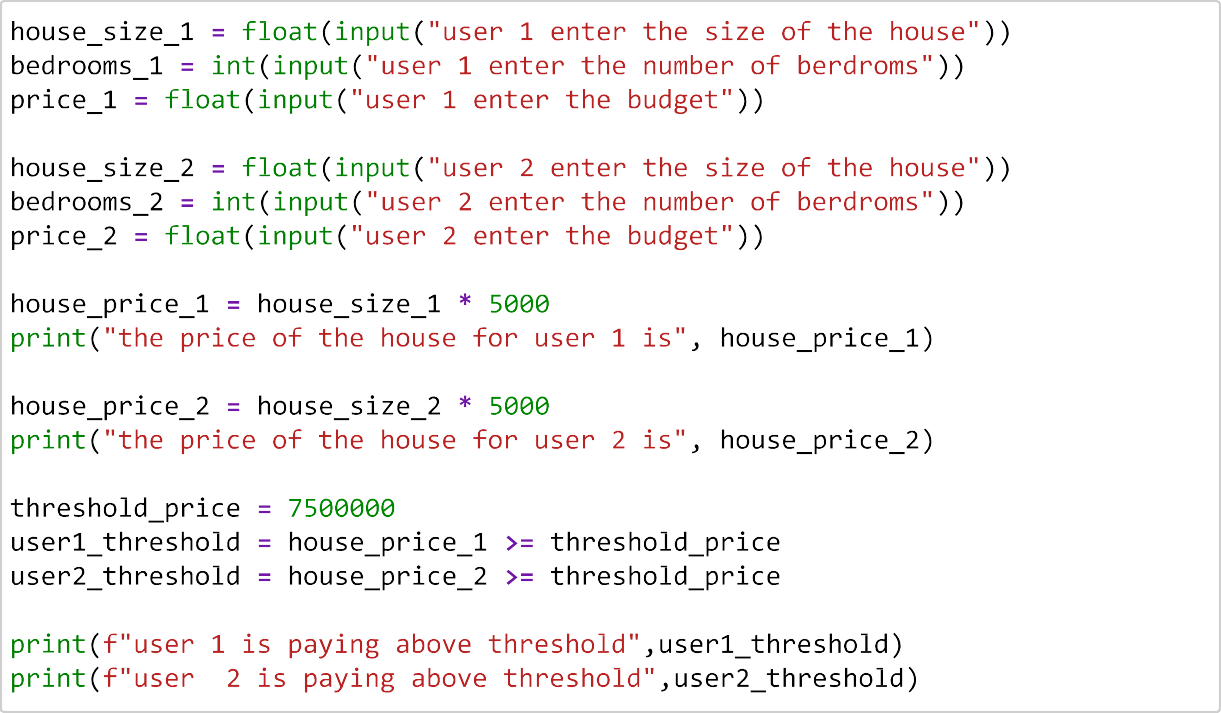 house_size_1 = float(input("user 1 enter the size of the house"))
bedrooms_1 = int(input("user 1 enter the number of berdroms"))
price_1 = float(input("user 1 enter the budget"))

house_size_2 = float(input("user 2 enter the size of the house"))
bedrooms_2 = int(input("user 2 enter the number of berdroms"))
price_2 = float(input("user 2 enter the budget"))

house_price_1 = house_size_1 * 5000
print("the price of the house for user 1 is", house_price_1)

house_price_2 = house_size_2 * 5000
print("the price of the house for user 2 is", house_price_2)

threshold_price = 7500000
user1_threshold = house_price_1 >= threshold_price
user2_threshold = house_price_2 >= threshold_price

print(f"user 1 is paying above threshold",user1_threshold)
print(f"user  2 is paying above threshold",user2_threshold)